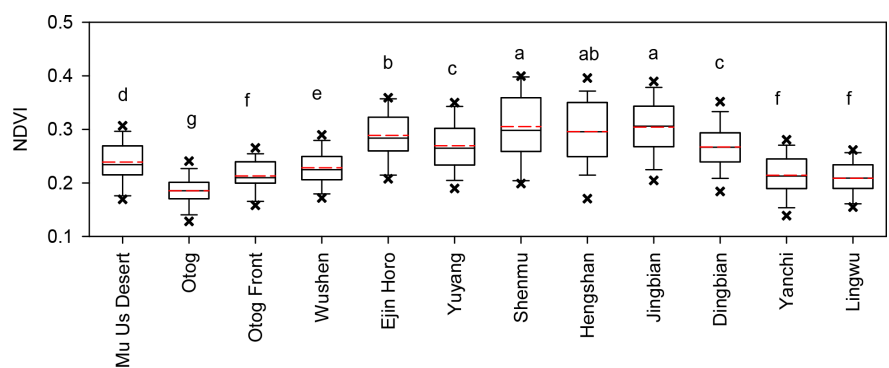 0.5
0.4
0.3
0.2
0.1
NDVI
d
g
f
e
b
c
a
ab
a
c
f
f
Mu Us Desert
Otog
Otog Front
Wushen
Ejin Horo
Yuyang
Shenmu
Hengshan
Jingbian
Dingbian
Yanchi
Lingwu